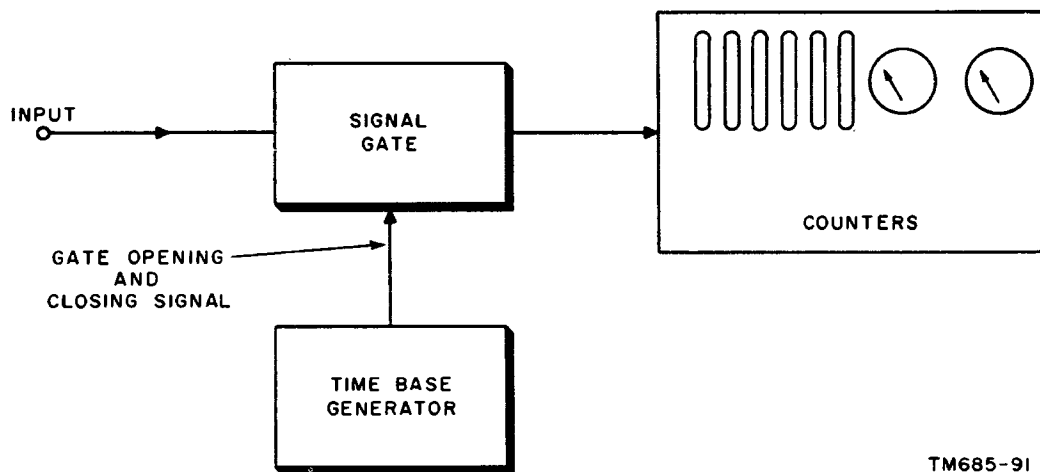 INPUT
SIGNAL
GATE
COUNTERS
GATE OPENING
AND
CLOSING SIGNAL
TIME BASE
GENERATOR
TM685-91